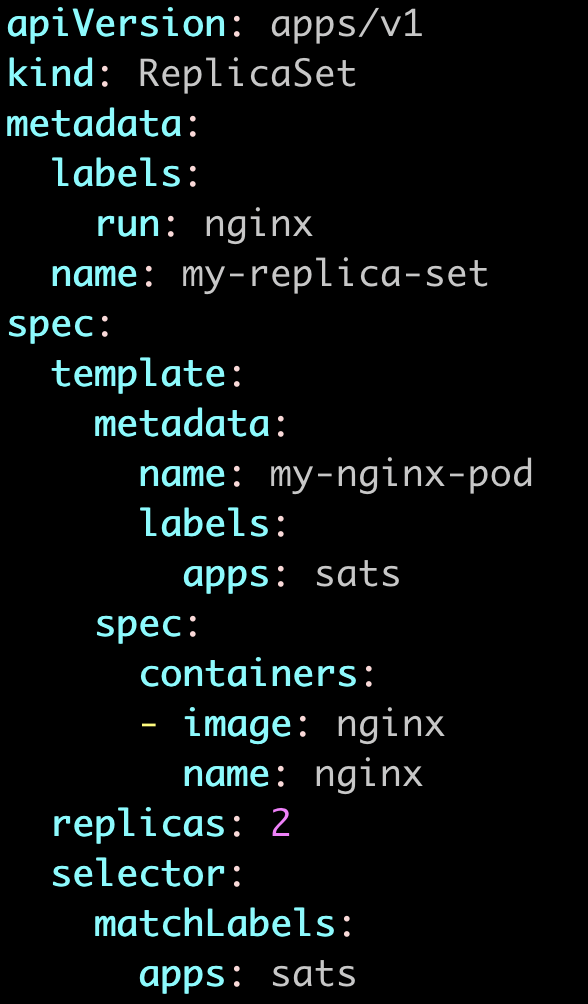 apiVersion: apps/v1
kind: ReplicaSet
metadata:
  labels:
    run: nginx
  name: my-replica-set
spec:
  template:
    metadata:
      name: my-nginx-pod
      labels:
        apps: sats
    spec:
      containers:
      - image: nginx
        name: nginx
  replicas: 2
  selector:
    matchLabels:
      apps: sats